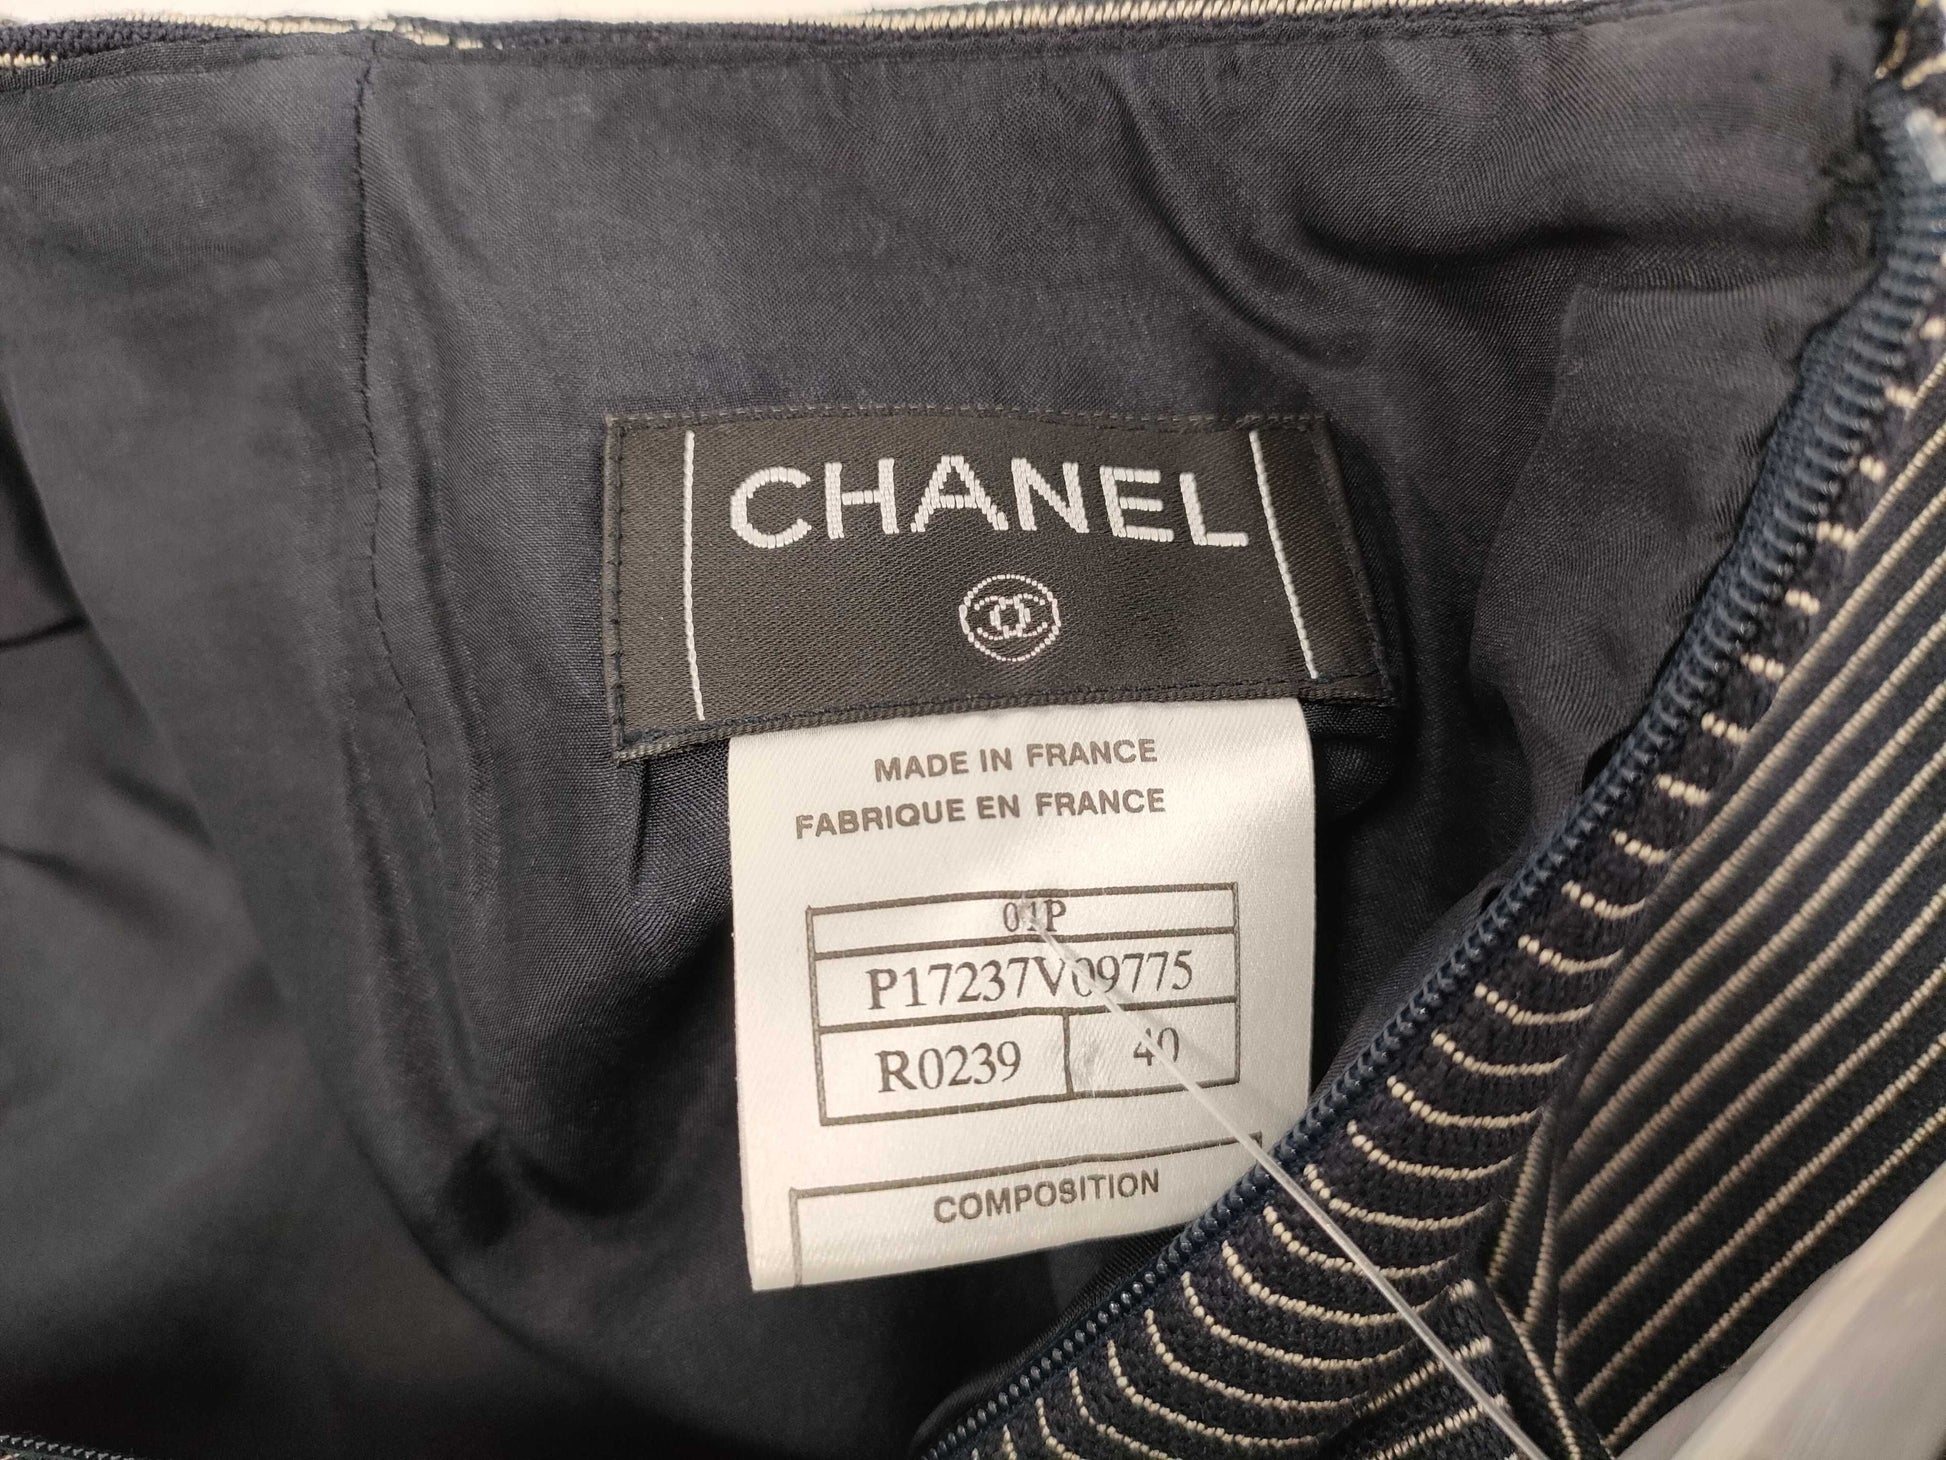 CHANEL
MADE IN FRANCE
FABRIQUE EN FRANCE
01P
P17237V09775
R0239 40
COMPOSITION